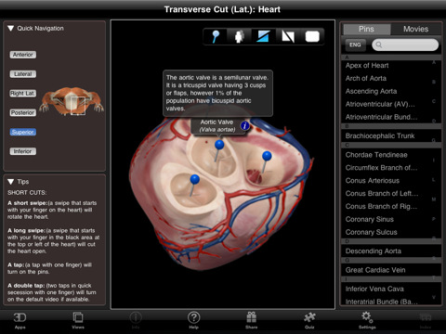 Transverse Cut (Lat.): Heart
▼ Quick Navigation
Anterior
Lateral
Right Lat
Posterior
Superior
Inferior
▼ Tips
SHORT CUTS:
A short swipe:(a swipe that starts
with your finger on the heart) will
rotate the heart.
A long swipe:(a swipe that starts
with your finger in the black area at
the top or left of the heart) will cut
the heart open.
A tap:(a tap with one finger) will
turn on the pins.
A double tap:(two taps in quick
secession with one finger) will turn
on the default video if available.
The aortic valve is a semilunar valve.
It is a tricuspid valve having 3 cusps
or flaps, however 1% of the
population have bicuspid aortic
valves.
Aortic Valve
(Valva aortae)
Pins
Movies
ENG
Apex of Heart
Arch of Aorta
Ascending Aorta
Atrioventricular (AV)...
Atrioventricular Bund...
Brachiocephalic Trunk
Chordae Tendineae
Circumflex Branch of...
Conus Arteriosus
Conus Branch of Left...
Conus Branch of Rig...
Coronary Sinus
Coronary Sulcus
Descending Aorta
Great Cardiac Vein
Inferior Vena Cava
Interatrial Bundle (Ba...
Apps
Views
Help
Share
Quiz
Settings